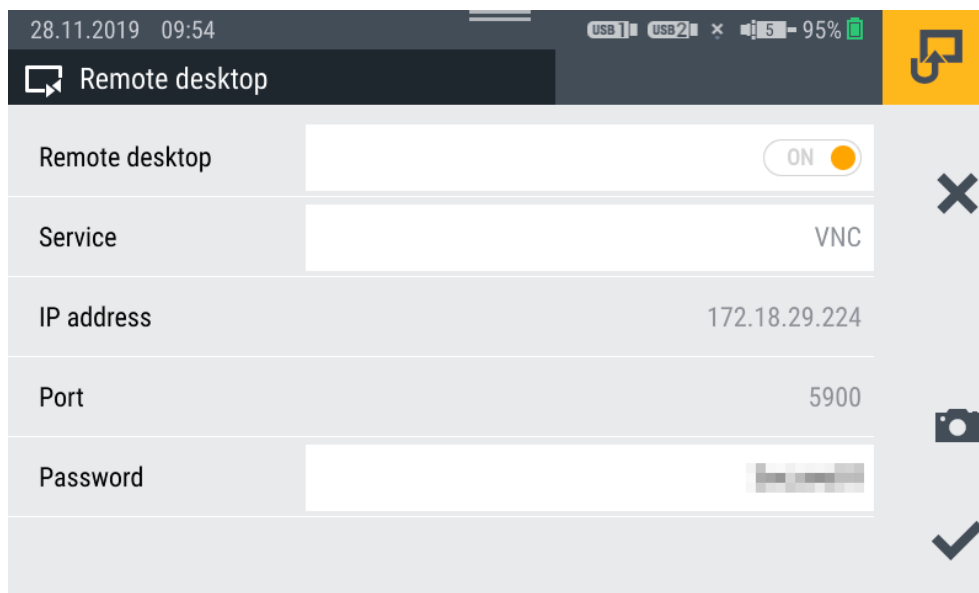 28.11.2019 09:54
USB 1 USB 2 5 95%
Remote desktop
Remote desktop ON
Service VNC
IP address 172.18.29.224
Port 5900
Password